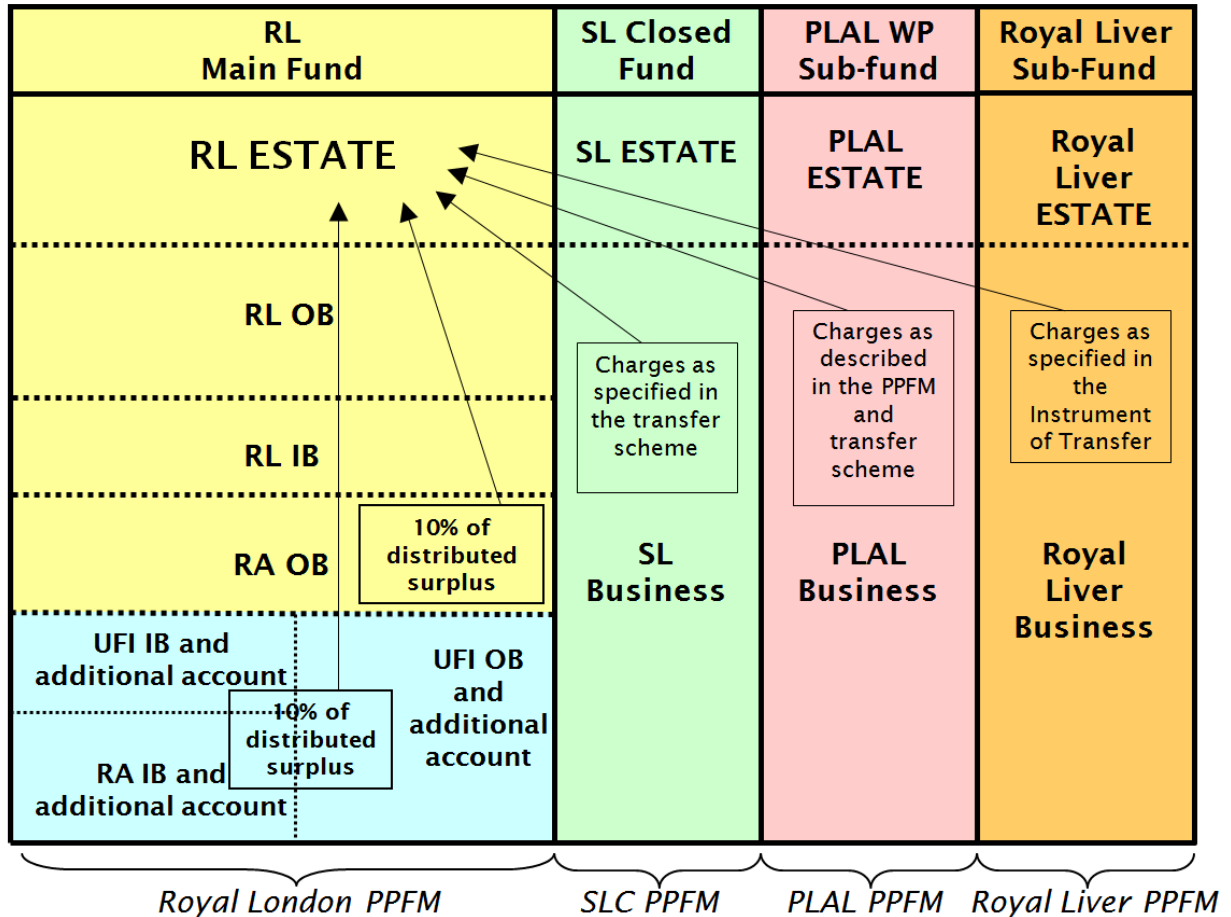 RL
Main Fund
SL Closed
Fund
PLAL WP
Sub-fund
Royal Liver
Sub-Fund
RL ESTATE
SL ESTATE
PLAL
ESTATE
Royal
Liver
ESTATE
RL OB
Charges as
specified in
the transfer
scheme
Charges as
described
in the PPFM
and
transfer
scheme
Charges as
specified in
the
Instrument
of Transfer
RL IB
10% of
distributed
surplus
RA OB
SL
Business
PLAL
Business
Royal
Liver
Business
UFI IB and
additional account
UFI OB
and
additional
account
10% of
distributed
surplus
RA IB and
additional account
Royal London PPFM
SLC PPFM
PLAL PPFM
Royal Liver PPFM